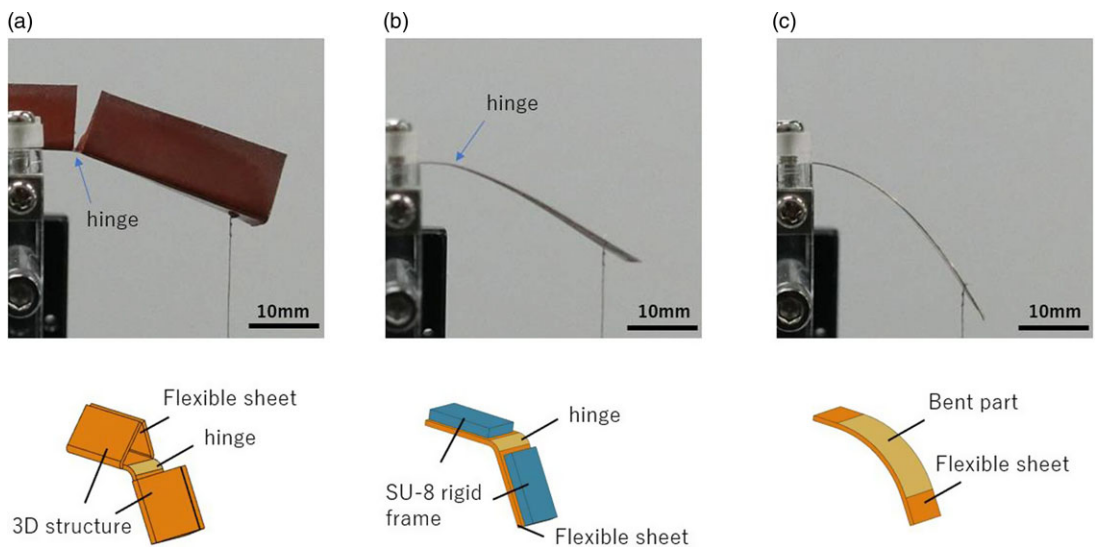 (a)
(b)
(c)
hinge
10mm
hinge
10mm
10mm
Flexible sheet
hinge
3D structure
hinge
SU-8 rigid
frame
Flexible sheet
Bent part
Flexible sheet